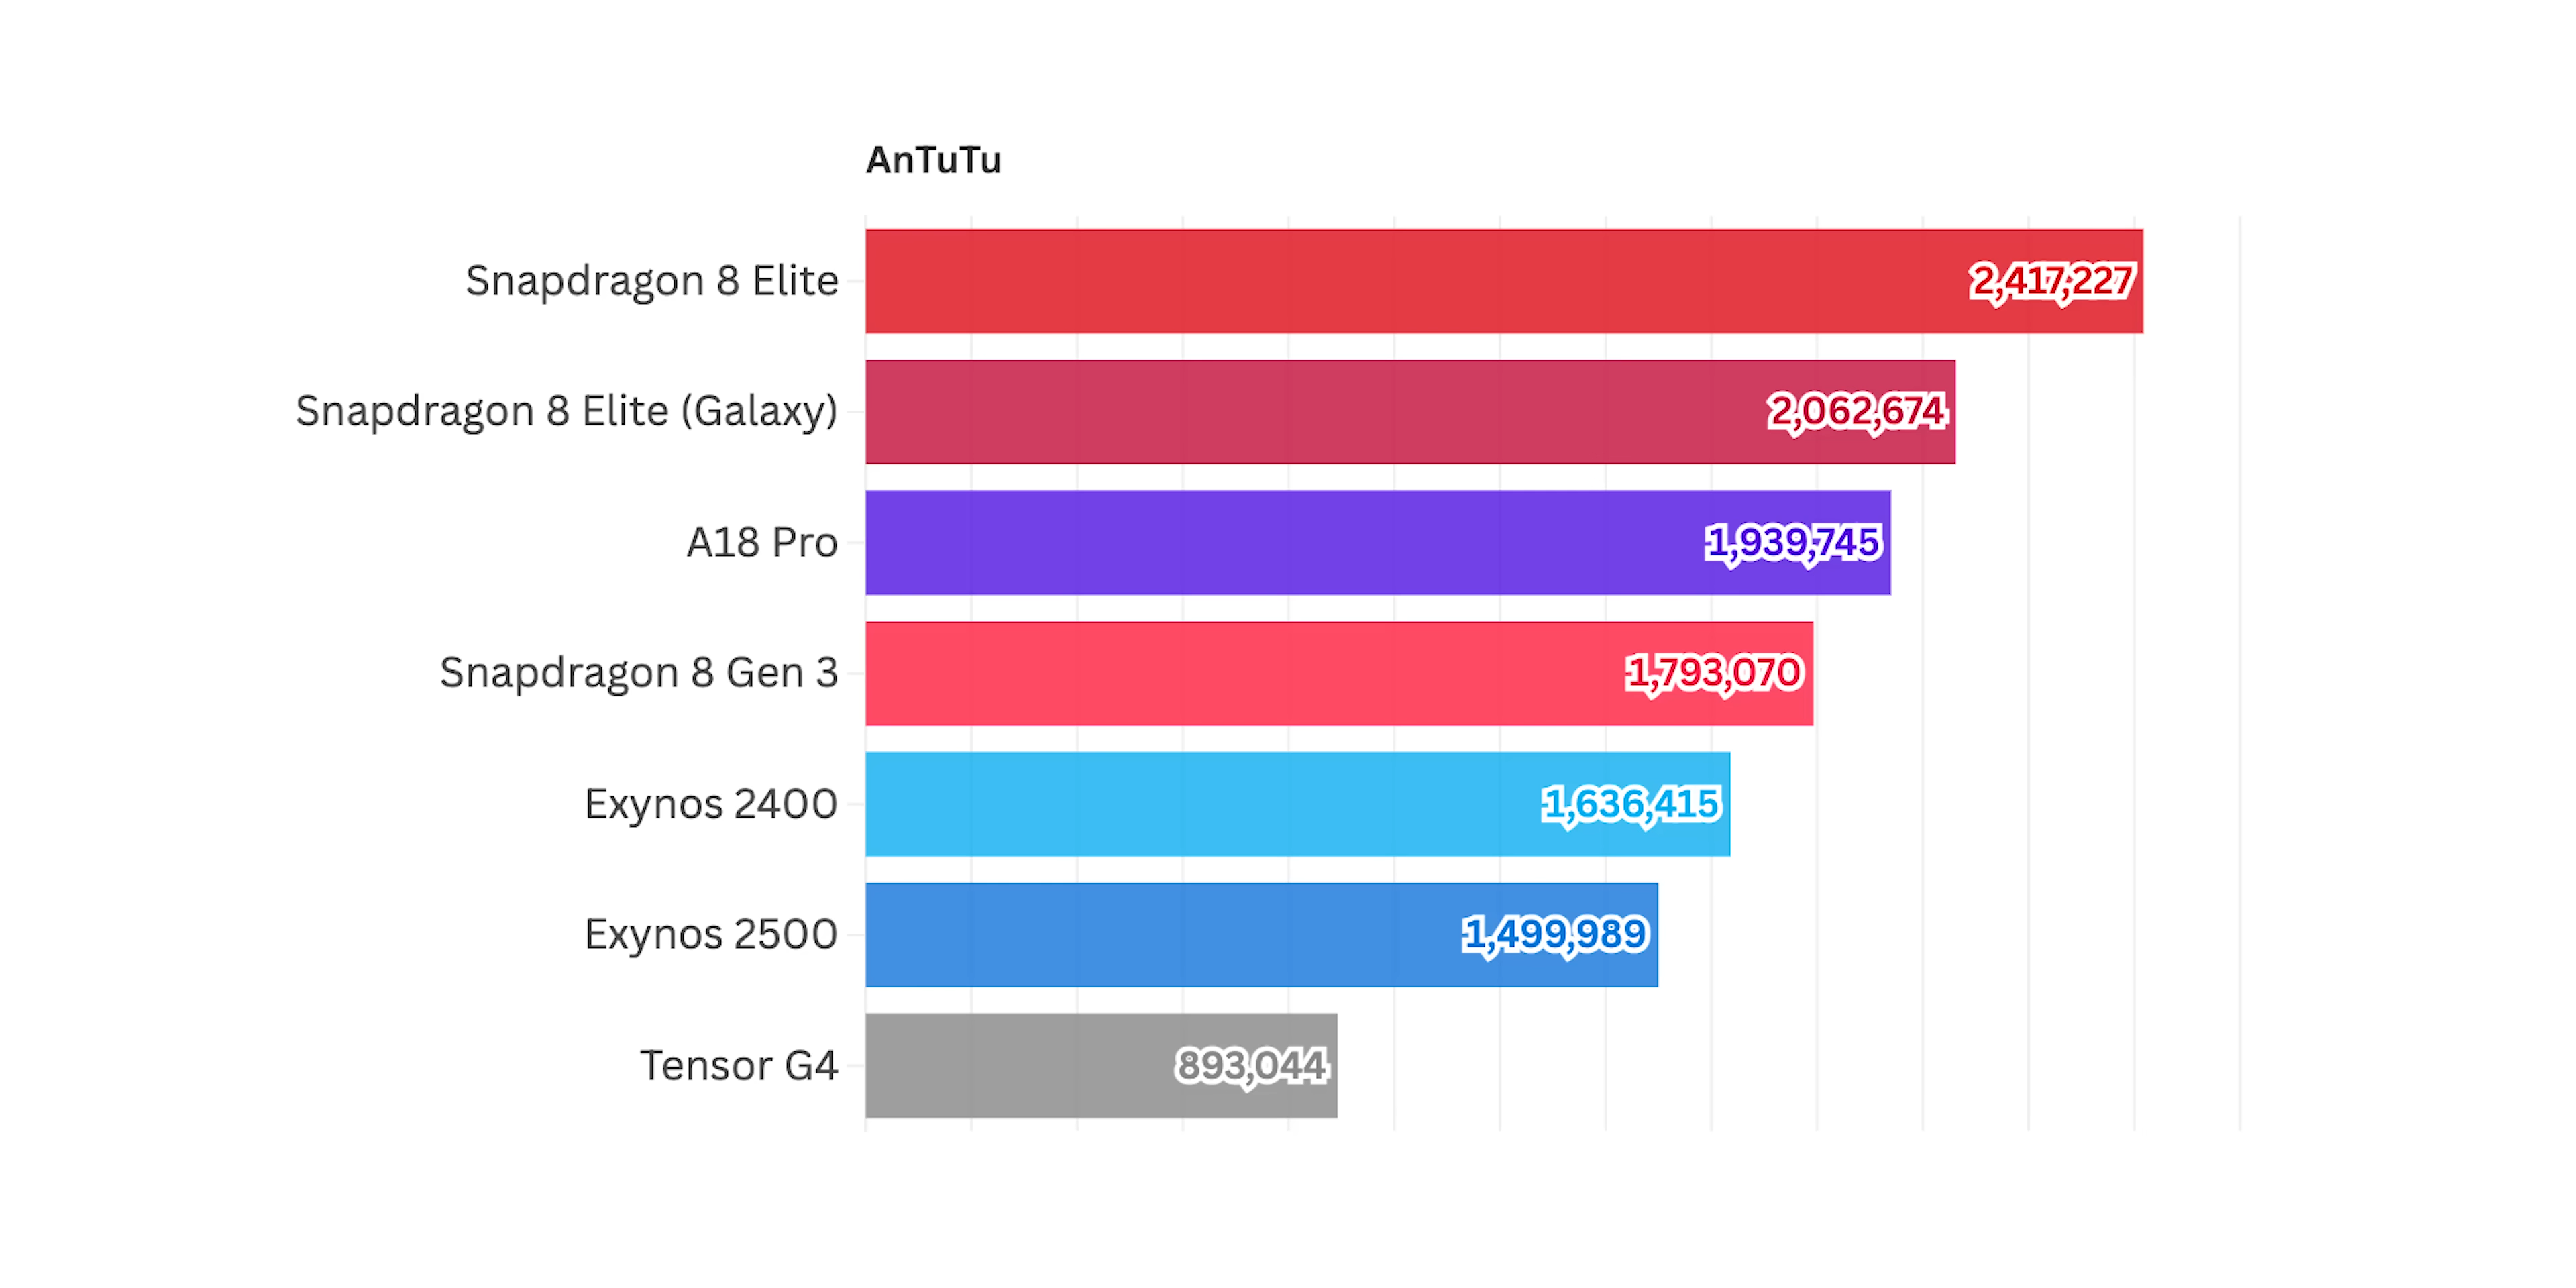 AnTuTu
Snapdragon 8 Elite 2,417,227
Snapdragon 8 Elite (Galaxy) 2,062,674
A18 Pro 1,939,745
Snapdragon 8 Gen 3 1,793,070
Exynos 2400 1,636,415
Exynos 2500 1,499,989
Tensor G4 893,044